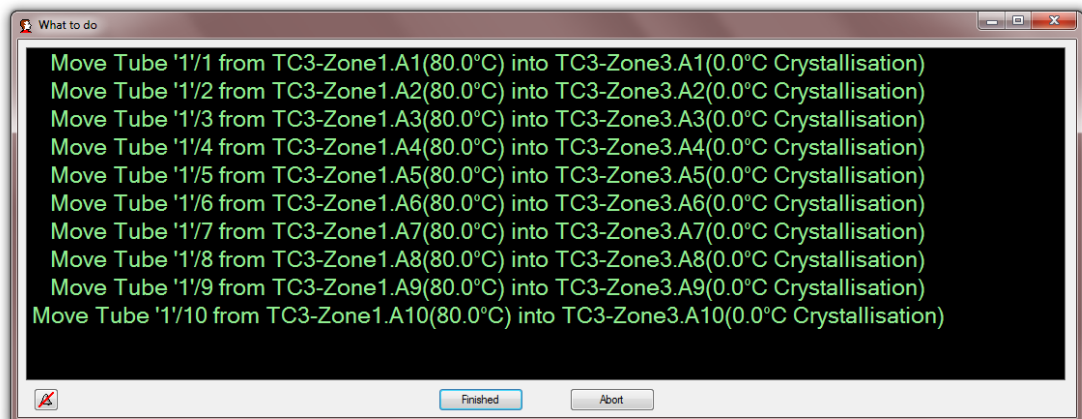 What to do
Move Tube '1'/1 from TC3-Zone1.A1(80.0°C) into TC3-Zone3.A1(0.0°C Crystallisation)
Move Tube '1'/2 from TC3-Zone1.A2(80.0°C) into TC3-Zone3.A2(0.0°C Crystallisation)
Move Tube '1'/3 from TC3-Zone1.A3(80.0°C) into TC3-Zone3.A3(0.0°C Crystallisation)
Move Tube '1'/4 from TC3-Zone1.A4(80.0°C) into TC3-Zone3.A4(0.0°C Crystallisation)
Move Tube '1'/5 from TC3-Zone1.A5(80.0°C) into TC3-Zone3.A5(0.0°C Crystallisation)
Move Tube '1'/6 from TC3-Zone1.A6(80.0°C) into TC3-Zone3.A6(0.0°C Crystallisation)
Move Tube '1'/7 from TC3-Zone1.A7(80.0°C) into TC3-Zone3.A7(0.0°C Crystallisation)
Move Tube '1'/8 from TC3-Zone1.A8(80.0°C) into TC3-Zone3.A8(0.0°C Crystallisation)
Move Tube '1'/9 from TC3-Zone1.A9(80.0°C) into TC3-Zone3.A9(0.0°C Crystallisation)
Move Tube '1'/10 from TC3-Zone1.A10(80.0°C) into TC3-Zone3.A10(0.0°C Crystallisation)
Finished Abort